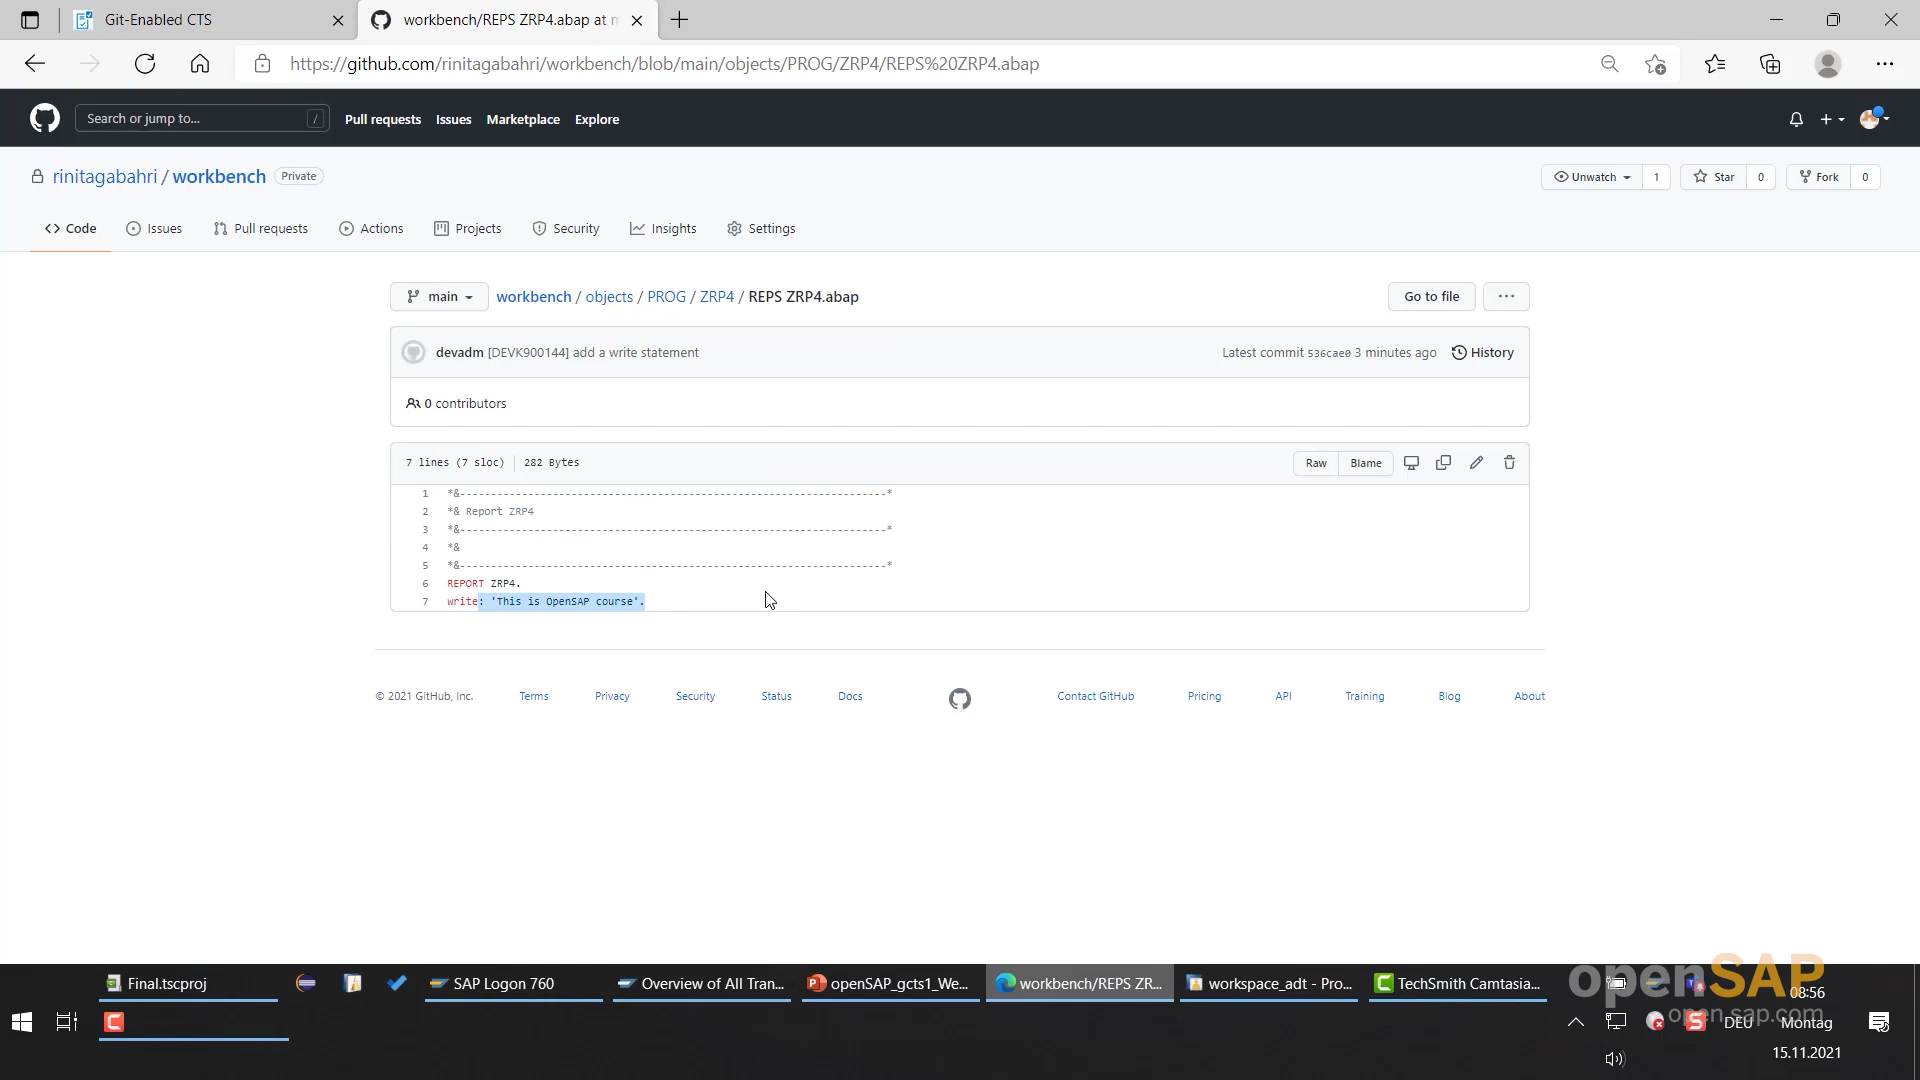 Git-Enabled CTS
workbench/REPS ZRP4.abap at m
https://github.com/rinitagabahri/workbench/blob/main/objects/PROG/ZRP4/REPS%20ZRP4.abap
Search or jump to... /
Pull requests Issues Marketplace Explore
rinitagabahri / workbench Private
Unwatch 1 Star 0 Fork 0
Code Issues Pull requests Actions Projects Security Insights Settings
main workbench / objects / PROG / ZRP4 / REPS ZRP4.abap
Go to file ...
devadm [DEVK900144] add a write statement
Latest commit 536cae0 3 minutes ago History
0 contributors
7 lines (7 sloc) 282 Bytes
Raw Blame
1 *&---------------------------------------------------------------------*
2 *& Report ZRP4
3 *&---------------------------------------------------------------------*
4 *&
5 *&---------------------------------------------------------------------*
6 REPORT ZRP4.
7 write: 'This is OpenSAP course'.
© 2021 GitHub, Inc. Terms Privacy Security Status Docs Contact GitHub Pricing API Training Blog About
Final.tscproj
SAP Logon 760
Overview of All Tran...
openSAP_gcts1_We...
workbench/REPS ZR...
workspace_adt - Pro...
TechSmith Camtasia...
openSAP
open.sap.com
08:56
DEU
Montag
15.11.2021